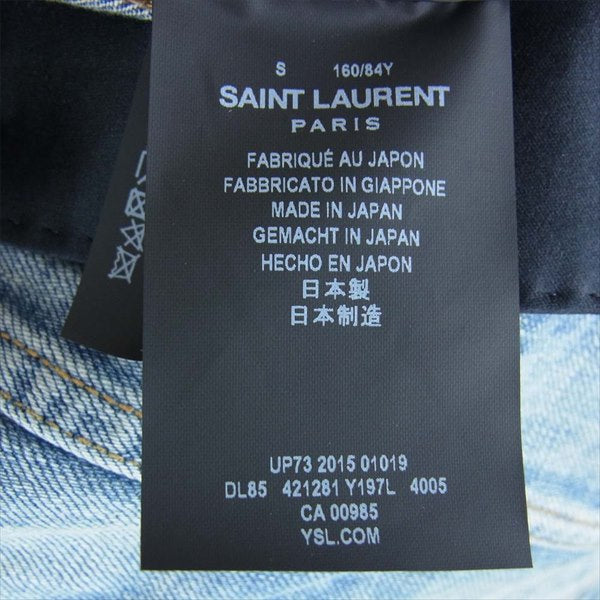 S 160/84Y
SAINT LAURENT
PARIS
FABRIQUÉ AU JAPON
FABBRICATO IN GIAPPONE
MADE IN JAPAN
GEMACHT IN JAPAN
HECHO EN JAPON
日本製
日本制造
UP73 2015 01019
DL85 421281 Y197L 4005
CA 00985
YSL.COM